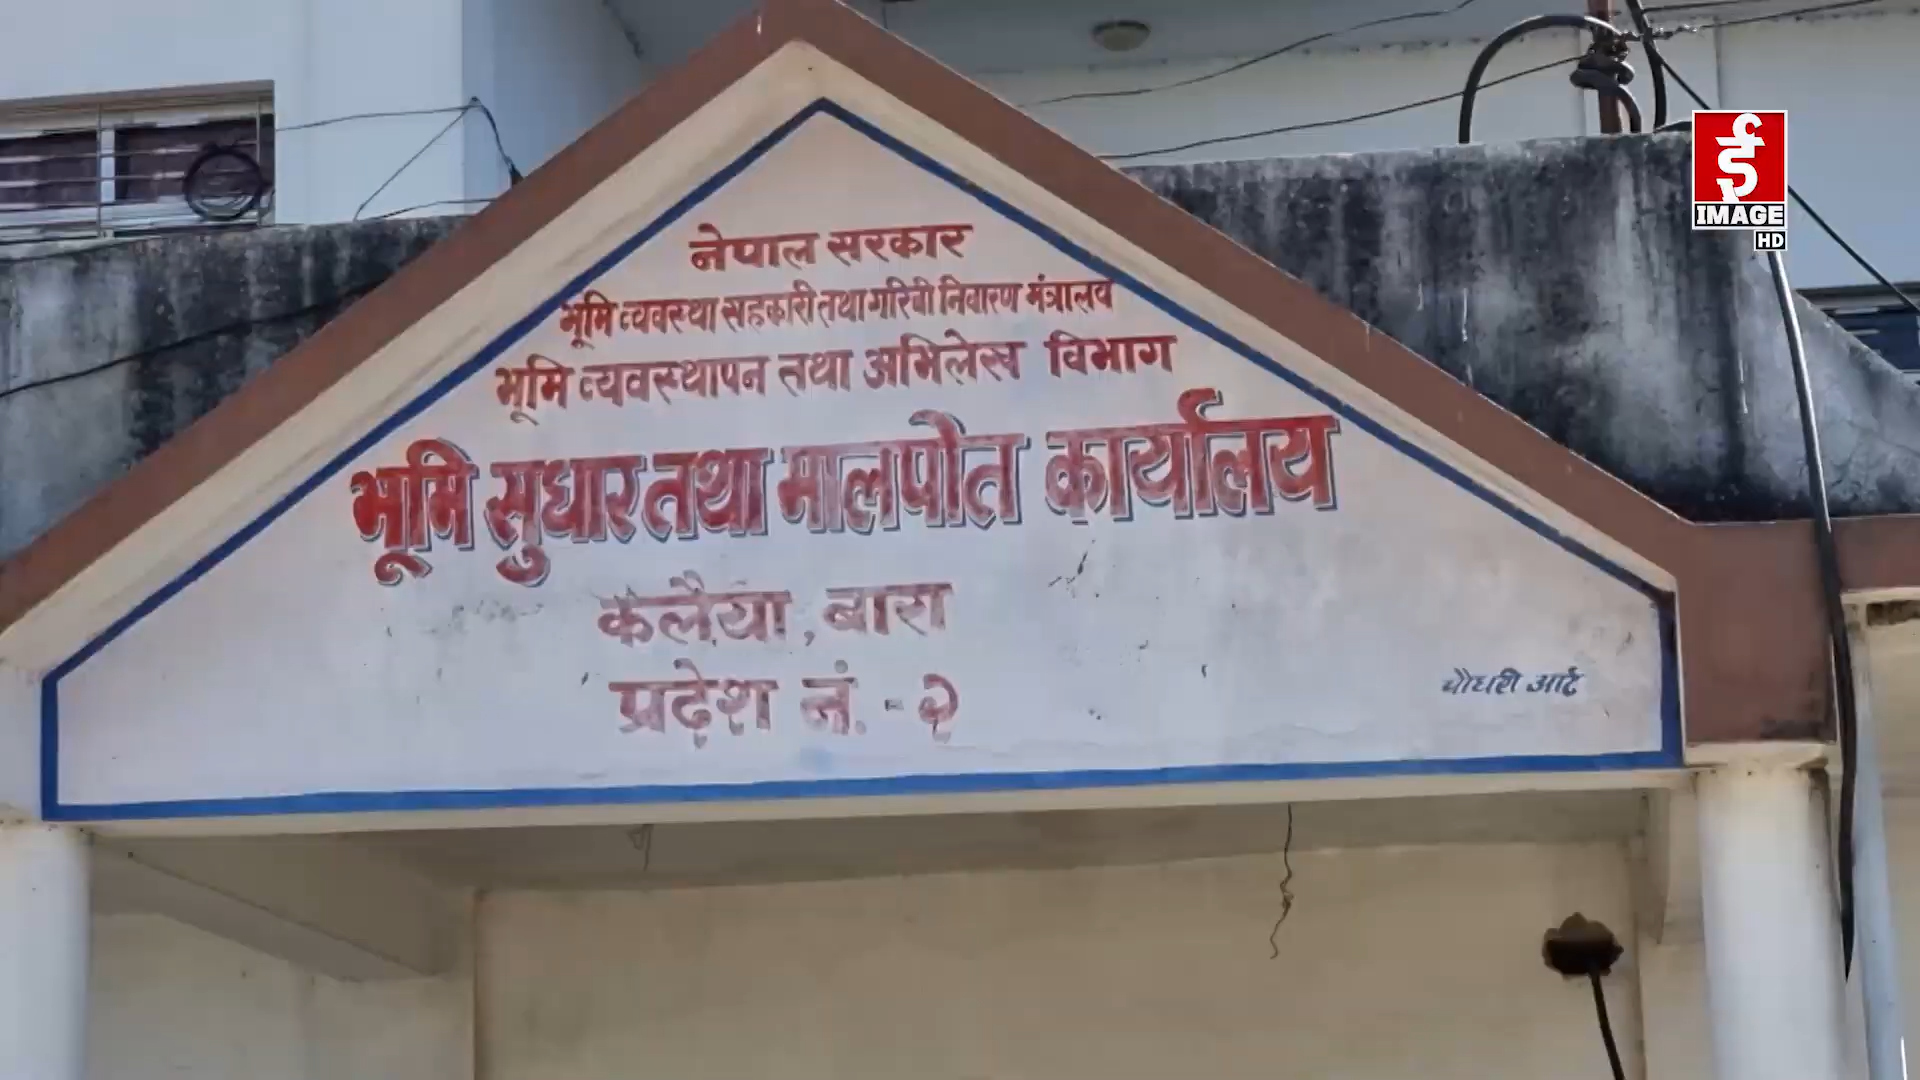 नेपाल सरकार
भूमि व्यवस्था सहकारी तथा गरिवी निवारण मंत्रालय
भूमि व्यवस्थापन तथा अभिलेख विभाग
भूमि सुधार तथा मालपोत कार्यालय
कलैया, बारा
प्रदेश नं. - २
चौधरी आर्ट
IMAGE
HD